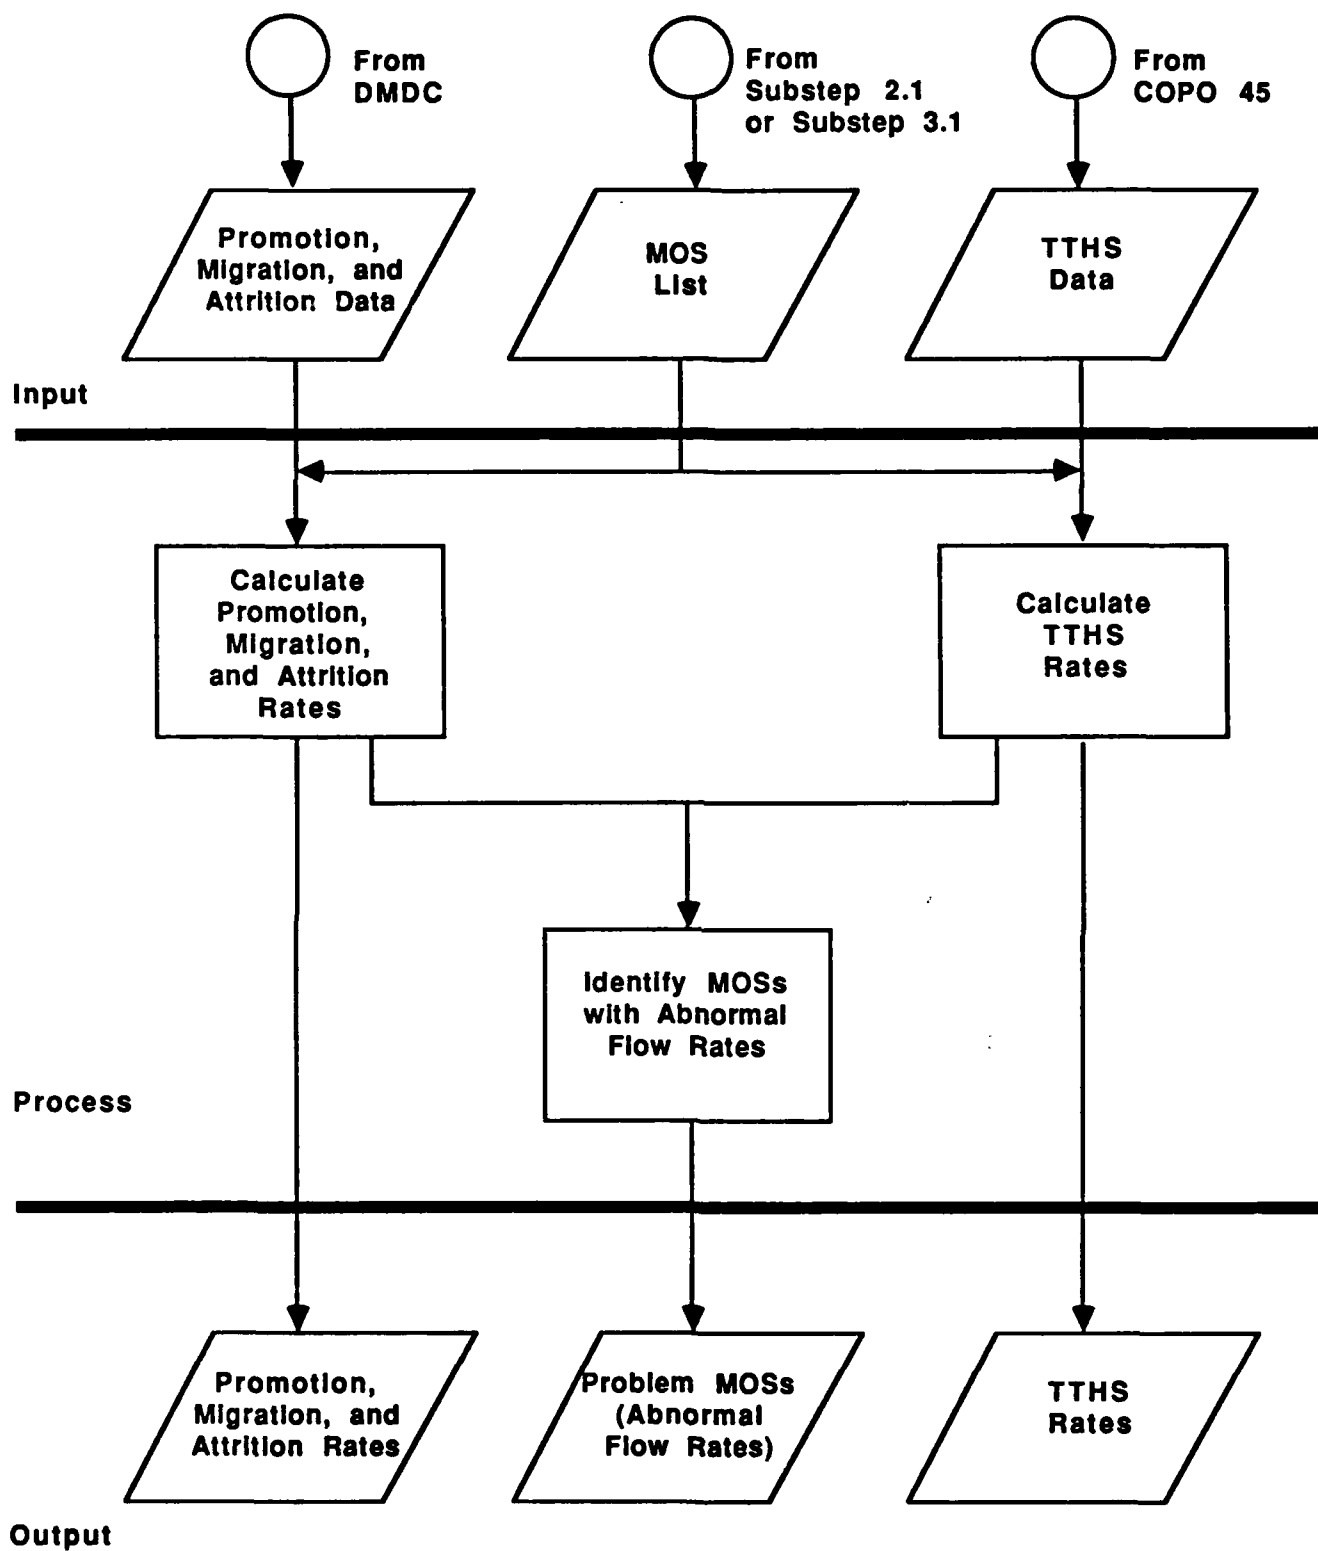 From
DMDC
From
Substep 2.1
or Substep 3.1
From
COPO 45
Promotion,
Migration, and
Attrition Data
MOS
List
TTHS
Data
Input
Calculate
Promotion,
Migration,
and Attrition
Rates
Calculate
TTHS
Rates
Identify MOSs
with Abnormal
Flow Rates
Process
Promotion,
Migration, and
Attrition Rates
Problem MOSs
(Abnormal
Flow Rates)
TTHS
Rates
Output